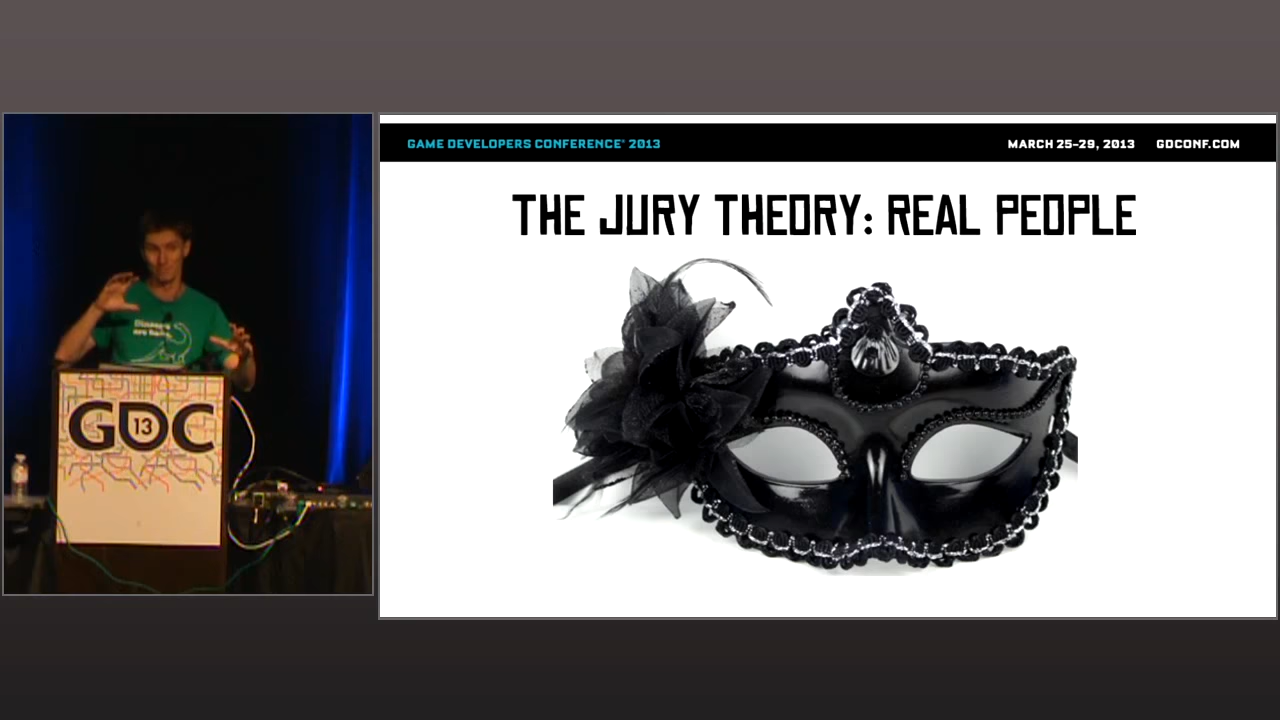 GAME DEVELOPERS CONFERENCE® 2013
MARCH 25-29, 2013 GDCONF.COM
THE JURY THEORY: REAL PEOPLE
GDC
13